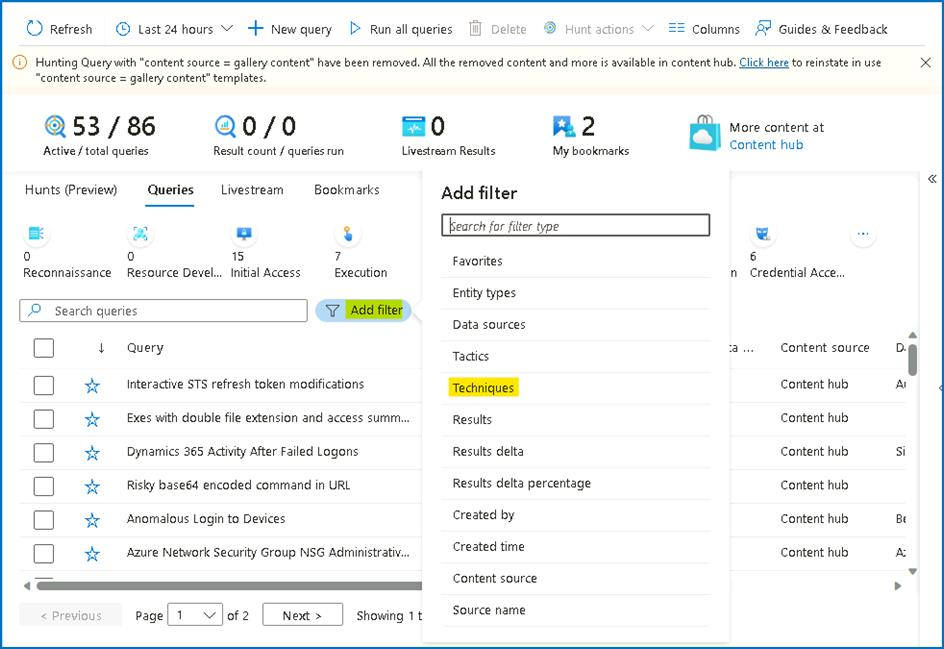 Refresh Last 24 hours New query Run all queries Delete Hunt actions Columns Guides & Feedback
Hunting Query with "content source = gallery content" have been removed. All the removed content and more is available in content hub. Click here to reinstate in use
"content source = gallery content" templates.
53 / 86
Active / total queries
0 / 0
Result count / queries run
0
Livestream Results
2
My bookmarks
More content at
Content hub
Hunts (Preview) Queries Livestream Bookmarks
0
Reconnaissance
0
Resource Devel...
15
Initial Access
7
Execution
6
Credential Acce...
Search queries
Add filter
Query
Content source
Interactive STS refresh token modifications
Content hub
Exes with double file extension and access summ...
Content hub
Dynamics 365 Activity After Failed Logons
Content hub
Risky base64 encoded command in URL
Content hub
Anomalous Login to Devices
Content hub
Azure Network Security Group NSG Administrativ...
Content hub
< Previous Page 1 of 2 Next > Showing 1 t
Add filter
Search for filter type
Favorites
Entity types
Data sources
Tactics
Techniques
Results
Results delta
Results delta percentage
Created by
Created time
Content source
Source name